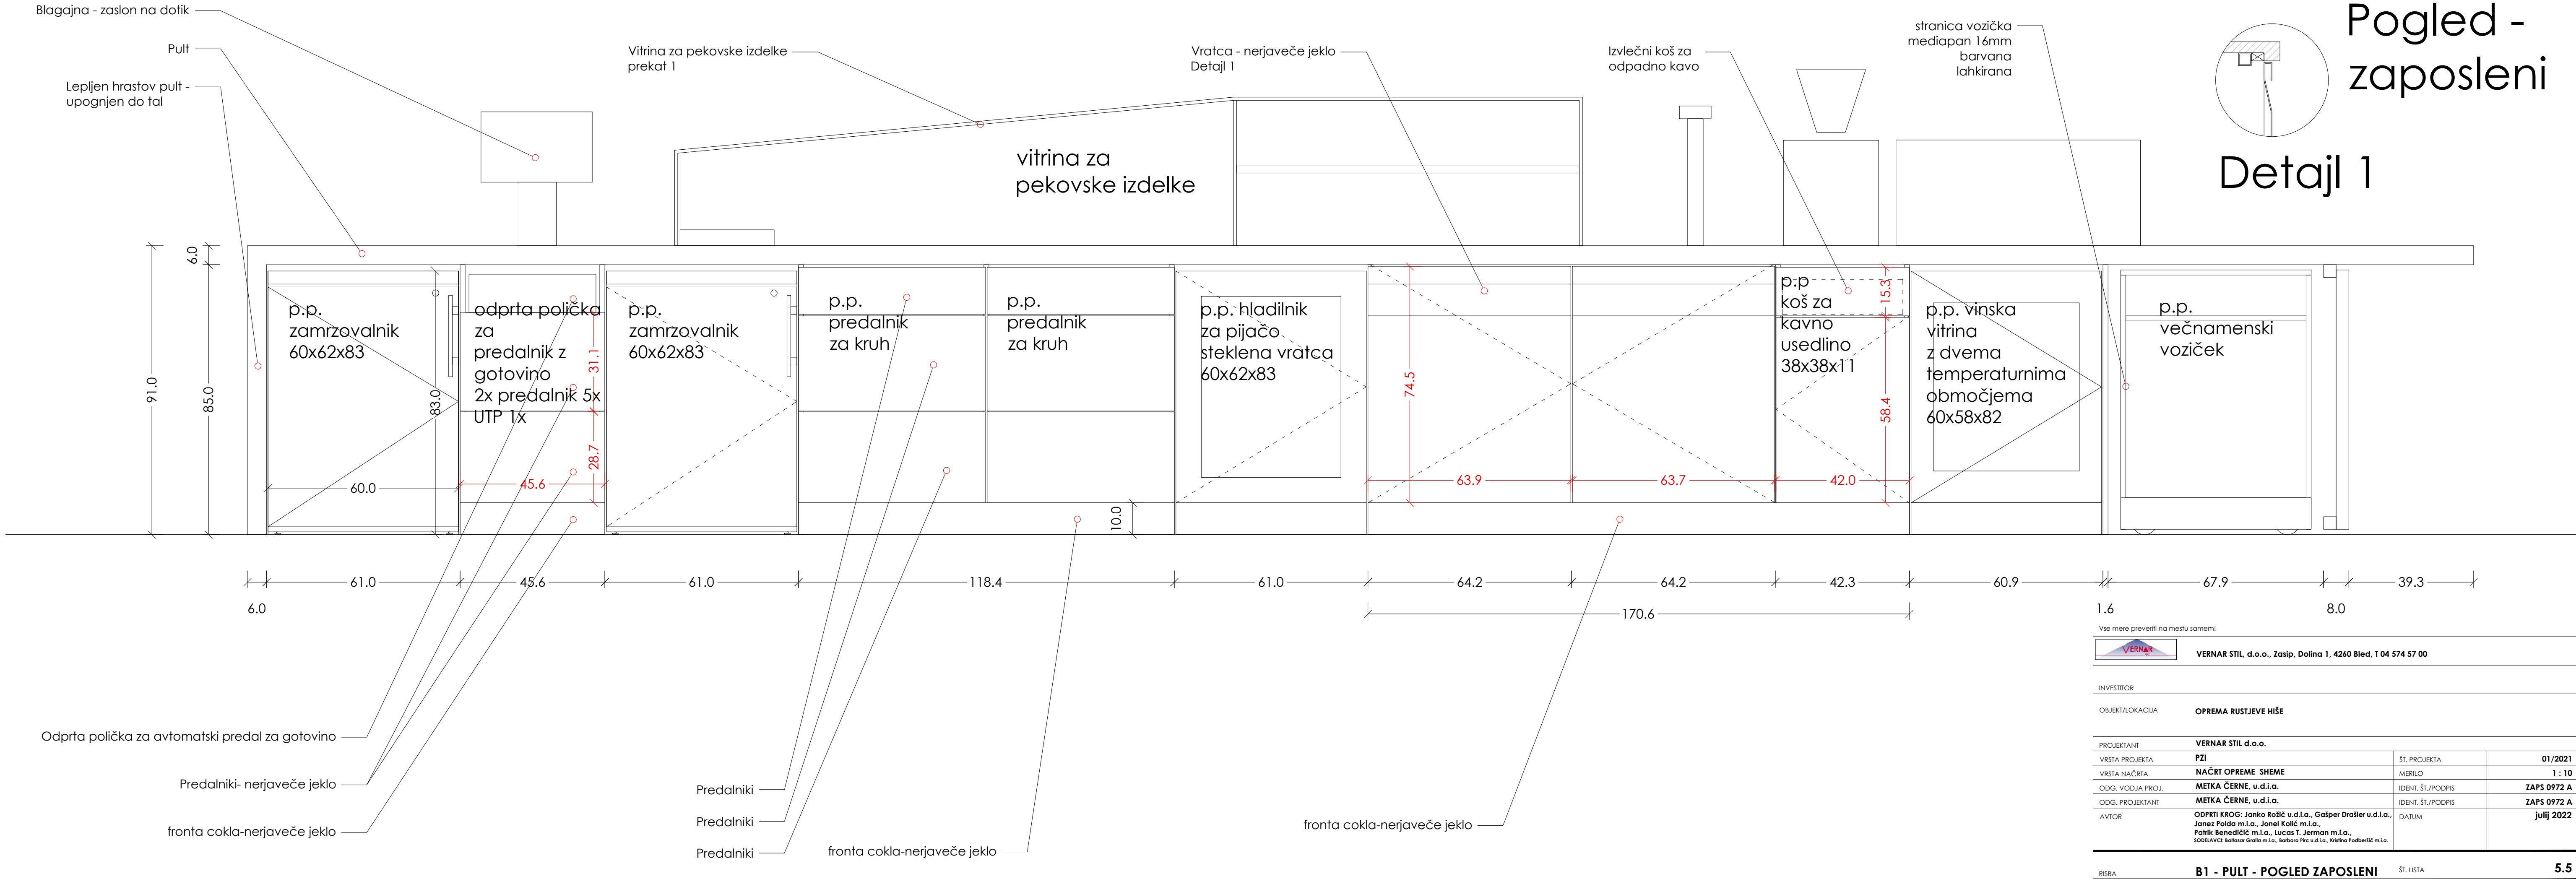 Blagajna - zaslon na dotik
Pult
Lepljen hrastov pult -
upognjen do tal
Vitrina za pekovske izdelke
prekat 1
Vratca - nerjaveče jeklo
Detajl 1
Izvlečni koš za
odpadno kavo
stranica vozička
mediapan 16mm
barvana
lahkirana
Pogled -
zaposleni
Detajl 1
vitrina za
pekovske izdelke
91.0
6.0
85.0
p.p.
zamrzovalnik
60x62x83
83.0
60.0
odprta polička
za
predalnik z
gotovino
2x predalnik 5x
UTP 1x
31.1
28.7
45.6
p.p.
zamrzovalnik
60x62x83
p.p.
predalnik
za kruh
p.p.
predalnik
za kruh
10.0
p.p. hladilnik
za pijačo
steklena vratca
60x62x83
74.5
63.9
63.7
42.0
p.p
koš za
kavno
usedlino
38x38x11
15.3
58.4
p.p. vinska
vitrina
z dvema
temperaturnima
območjema
60x58x82
p.p.
večnamenski
voziček
6.0
61.0
45.6
61.0
118.4
61.0
64.2
64.2
42.3
60.9
1.6
67.9
8.0
39.3
170.6
Odprta polička za avtomatski predal za gotovino
Predalniki- nerjaveče jeklo
fronta cokla-nerjaveče jeklo
Predalniki
Predalniki
Predalniki
fronta cokla-nerjaveče jeklo
fronta cokla-nerjaveče jeklo
Vse mere preveriti na mestu samem!
VERNAR
VERNAR STIL, d.o.o., Zasip, Dolina 1, 4260 Bled, T 04 574 57 00
INVESTITOR
OBJEKT/LOKACIJA OPREMA RUSTJEVE HIŠE
PROJEKTANT VERNAR STIL d.o.o.
VRSTA PROJEKTA PZI ŠT. PROJEKTA 01/2021
VRSTA NAČRTA NAČRT OPREME SHEME MERILO 1 : 10
ODG. VODJA PROJ. METKA ČERNE, u.d.i.a. IDENT. ŠT./PODPIS ZAPS 0972 A
ODG. PROJEKTANT METKA ČERNE, u.d.i.a. IDENT. ŠT./PODPIS ZAPS 0972 A
AVTOR ODPRTI KROG: Janko Rožič u.d.i.a., Gašper Drašler u.d.i.a., DATUM julij 2022
Janez Polda m.i.a., Jonel Kolić m.i.a.,
Patrik Benedičič m.i.a., Lucas T. Jerman m.i.a.,
SODELAVCI: Baltasar Gralla m.i.a., Barbara Pirc u.d.i.a., Kristina Podberšič m.i.a.
RISBA B1 - PULT - POGLED ZAPOSLENI ŠT. LISTA 5.5